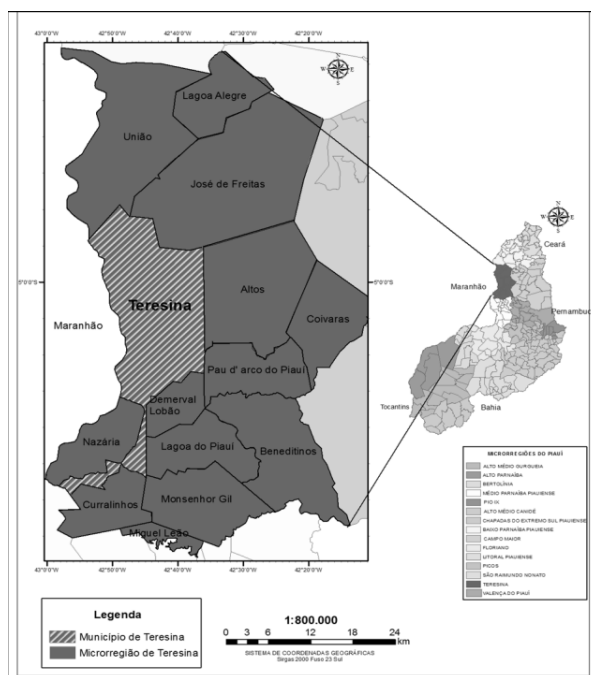 43°0'0"S
42°50'0"S
42°40'0"S
42°30'0"S
42°20'0"S
N
W
E
S
Lagoa Alegre
União
José de Freitas
5°0'0"S
Teresina
Altos
Coivaras
Maranhão
Pau d' arco do Piauí
Demerval
Lobão
Nazária
Lagoa do Piauí
Beneditinos
Curralinhos
Monsenhor Gil
Miguel Leão
43°0'0"S
42°50'0"S
42°40'0"S
42°30'0"S
42°20'0"S
N
W
E
S
Ceará
Maranhão
Pernambuc
Tocantins
Bahia
MICRORREGIÕES DO PIAUÍ
ALTO MÉDIO GURGUEIA
ALTO PARNAÍBA
BERTOLÍNIA
MÉDIO PARNAÍBA PIAUIENSE
PIO IX
ALTO MÉDIO CANIDÉ
CHAPADAS DO EXTREMO SUL PIAUIENSE
BAIXO PARNAÍBA PIAUIENSE
CAMPO MAIOR
FLORIANO
LITORAL PIAUIENSE
PICOS
SÃO RAIMUNDO NONATO
TERESINA
VALENÇA DO PIAUÍ
Legenda
Município de Teresina
Microrregião de Teresina
1:800.000
0 3 6 12 18 24
km
SISTEMA DE COORDENADAS GEOGRÁFICAS
Sirgas 2000 Fuso 23 Sul